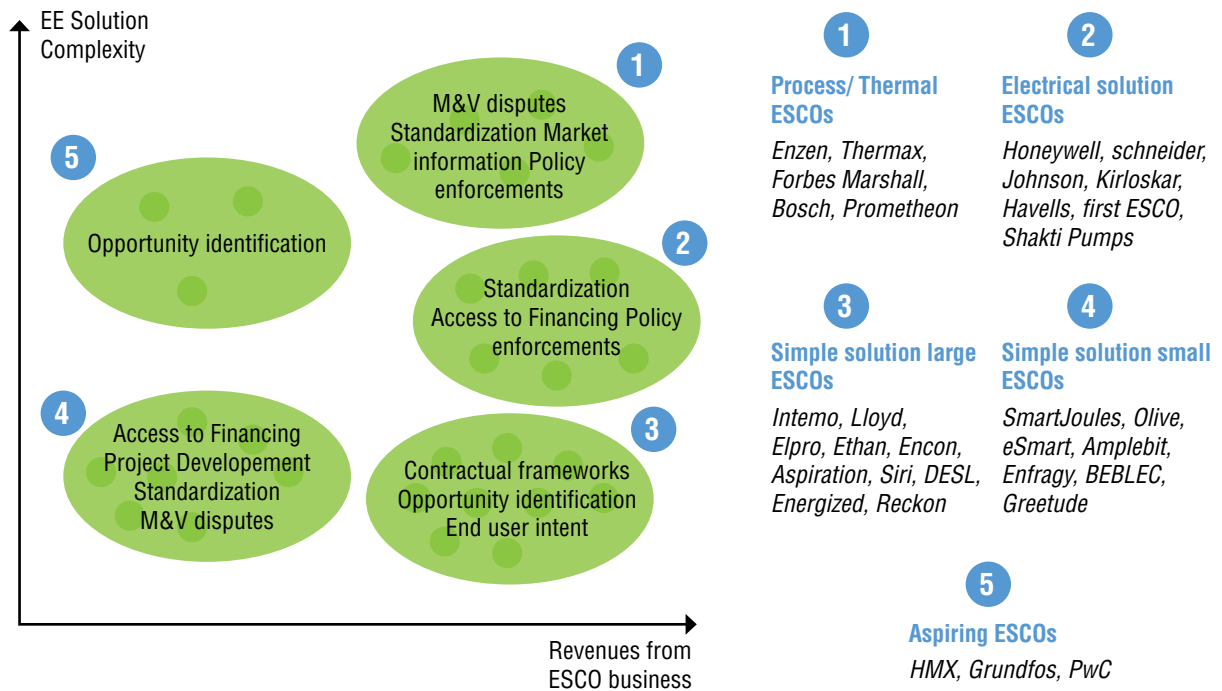 EE Solution
Complexity
1
M&V disputes
Standardization Market
information Policy
enforcements
5
Opportunity identification
2
Standardization
Access to Financing Policy
enforcements
4
Access to Financing
Project Developement
Standardization
M&V disputes
3
Contractual frameworks
Opportunity identification
End user intent
Revenues from
ESCO business
1
Process/ Thermal
ESCOs
Enzen, Thermax,
Forbes Marshall,
Bosch, Prometheon
2
Electrical solution
ESCOs
Honeywell, schneider,
Johnson, Kirloskar,
Havells, first ESCO,
Shakti Pumps
3
Simple solution large
ESCOs
Intemo, Lloyd,
Elpro, Ethan, Encon,
Aspiration, Siri, DESL,
Energized, Reckon
4
Simple solution small
ESCOs
SmartJoules, Olive,
eSmart, Amplebit,
Enfragy, BEBLEC,
Greetude
5
Aspiring ESCOs
HMX, Grundfos, PwC